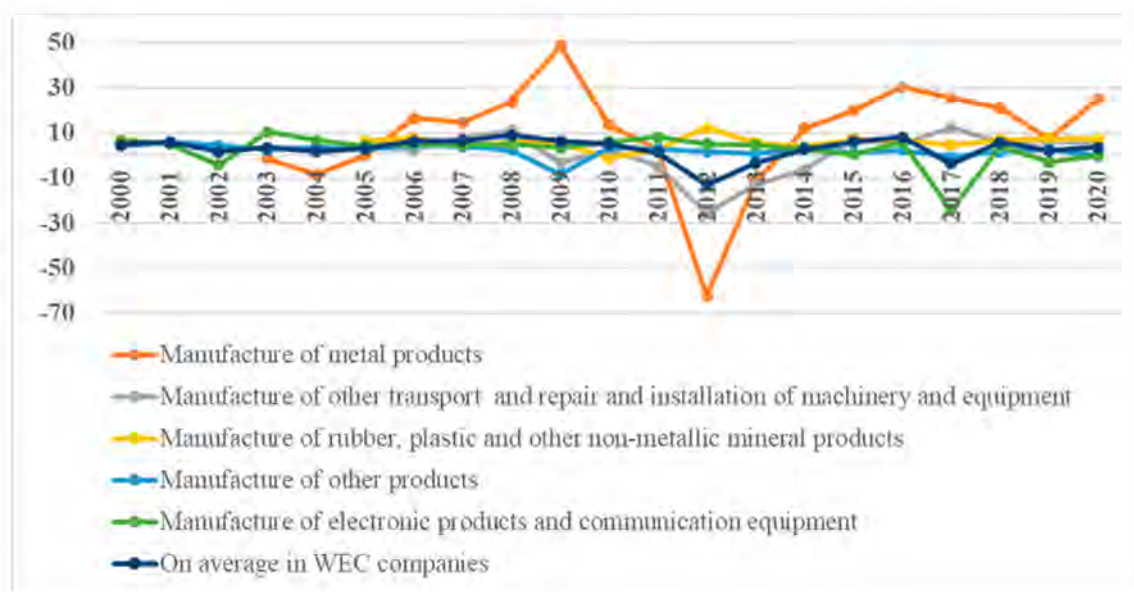 50
30
10
-10
-30
-50
-70
2000 2001 2002 2003 2004 2005 2006 2007 2008 2009 2010 2011 2012 2013 2014 2015 2016 2017 2018 2019 2020
Manufacture of metal products
Manufacture of other transport and repair and installation of machinery and equipment
Manufacture of rubber, plastic and other non-metallic mineral products
Manufacture of other products
Manufacture of electronic products and communication equipment
On average in WEC companies